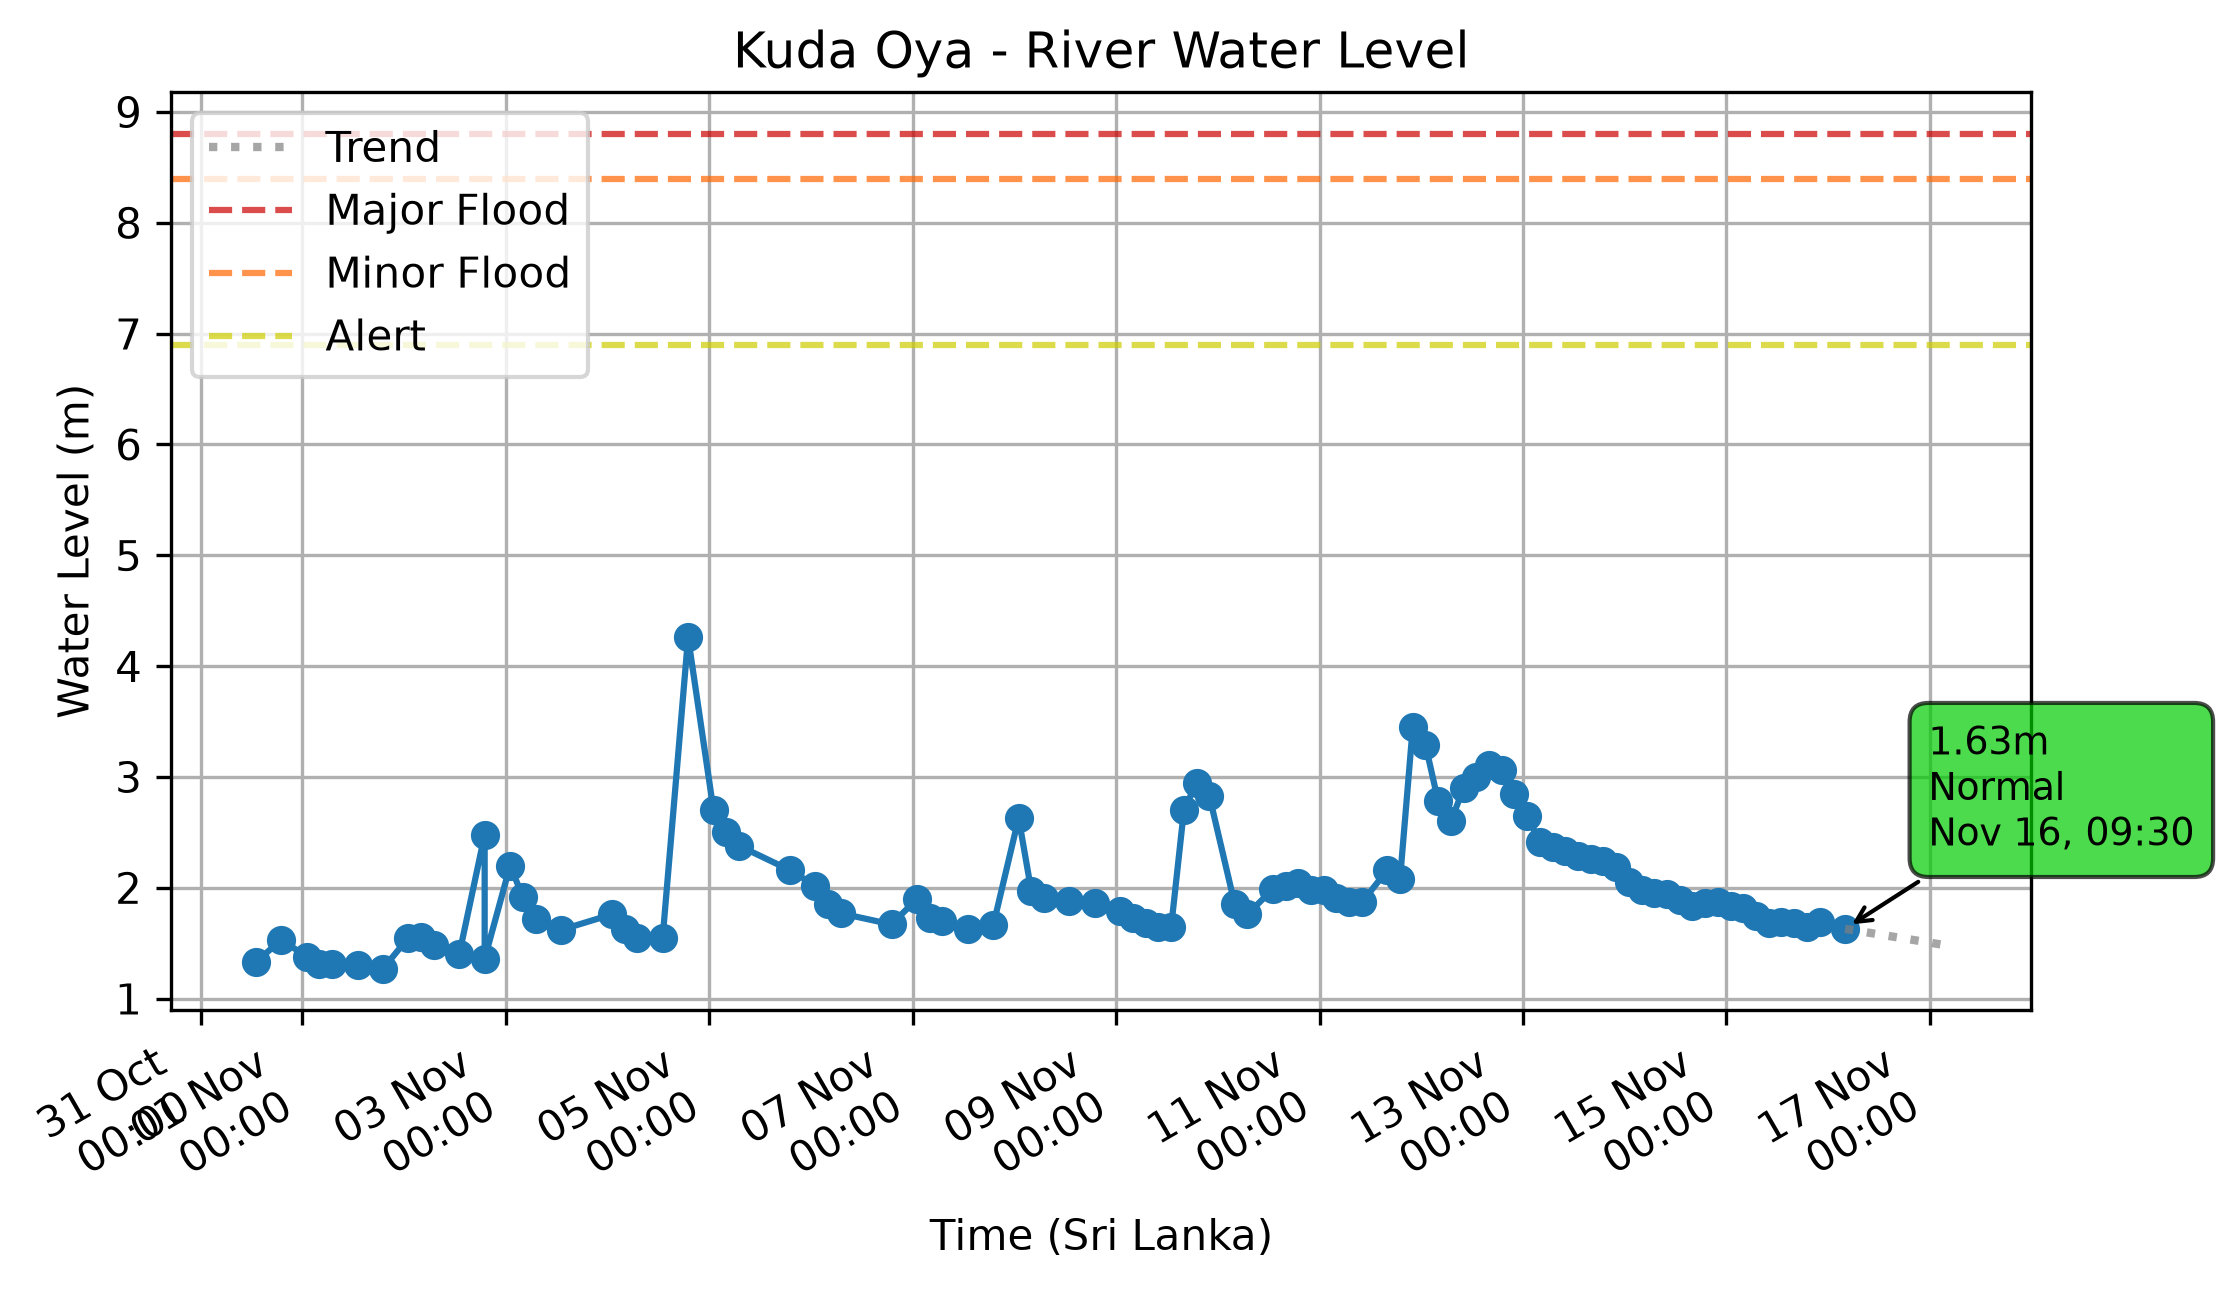 Kuda Oya - River Water Level
9
8
7
6
5
4
3
2
1
Water Level (m)
Trend
Major Flood
Minor Flood
Alert
1.63m
Normal
Nov 16, 09:30
31 Oct
00:00
01 Nov
00:00
03 Nov
00:00
05 Nov
00:00
07 Nov
00:00
09 Nov
00:00
11 Nov
00:00
13 Nov
00:00
15 Nov
00:00
17 Nov
00:00
Time (Sri Lanka)